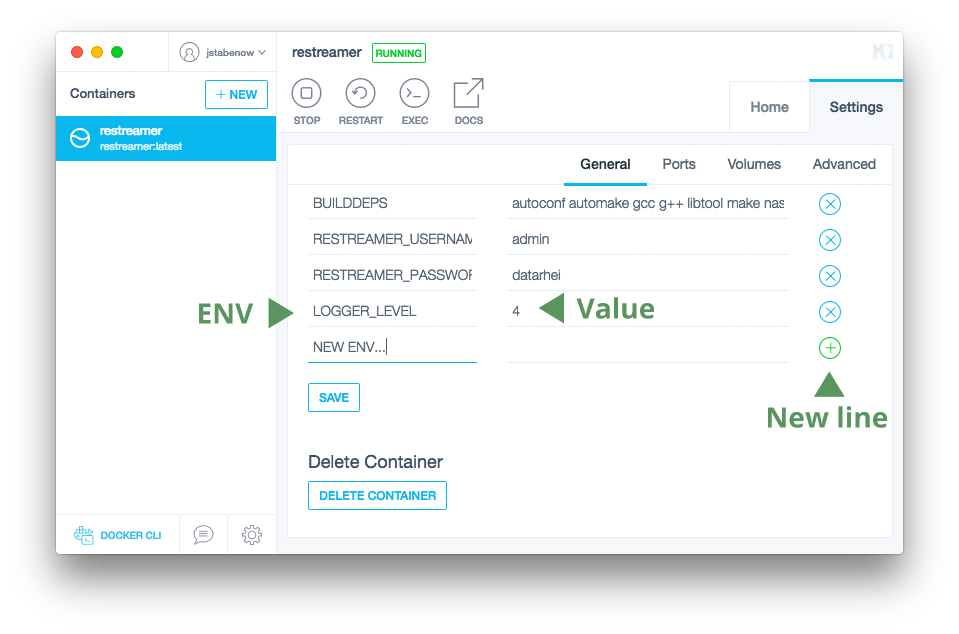 jstabenow
restreamer RUNNING
Containers
+ NEW
STOP RESTART EXEC DOCS
Home Settings
restreamer
restreamer:latest
General Ports Volumes Advanced
BUILDDEPS autoconf automake gcc g++ libtool make nas
RESTREAMER_USERNAM admin
RESTREAMER_PASSWOR datarhei
ENV LOGGER_LEVEL 4 Value
NEW ENV...
New line
SAVE
Delete Container
DELETE CONTAINER
DOCKER CLI